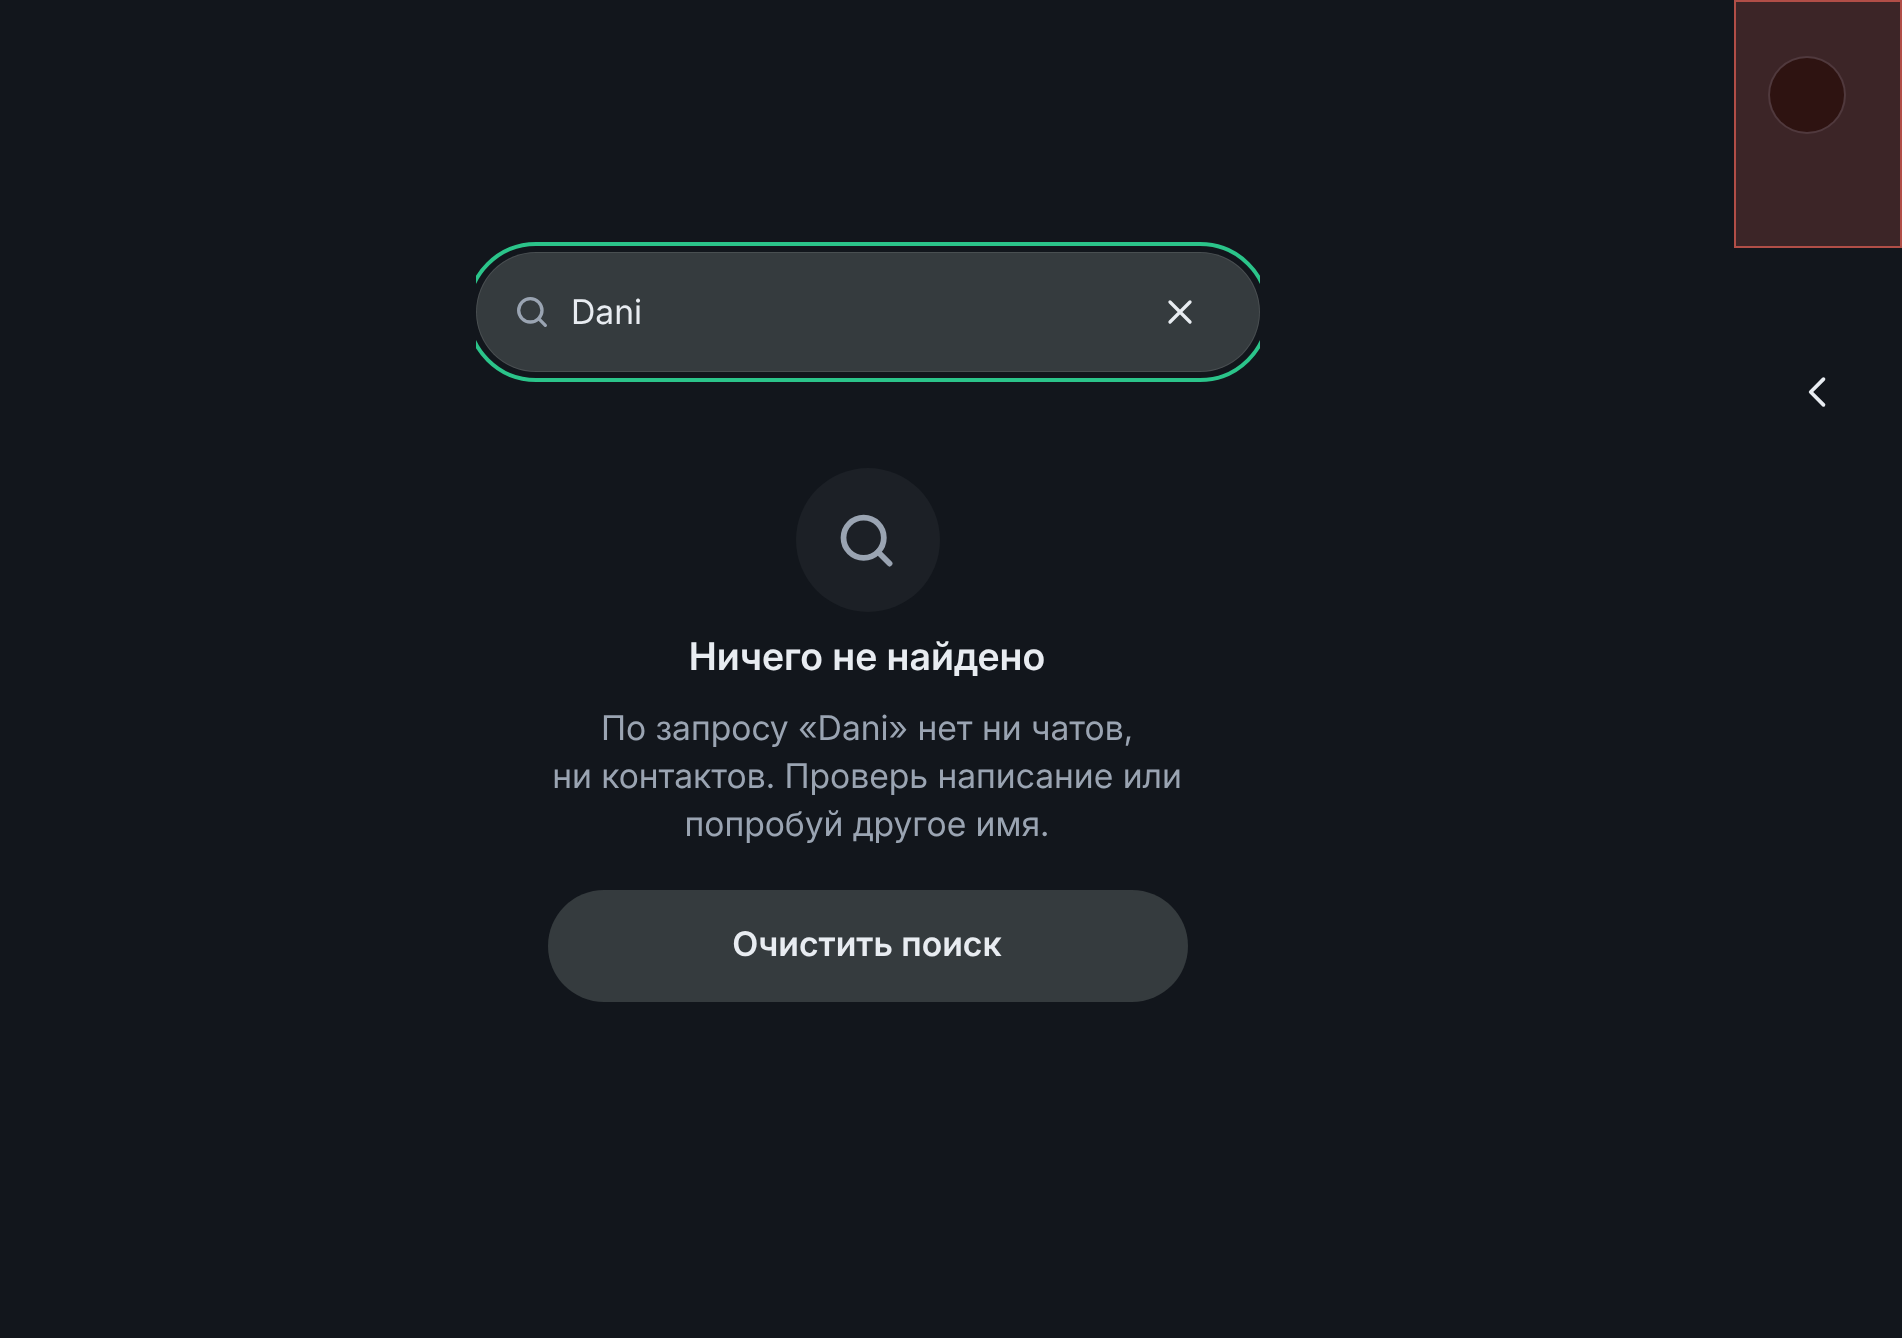 Dani
Ничего не найдено
По запросу «Dani» нет ни чатов,
ни контактов. Проверь написание или
попробуй другое имя.
Очистить поиск